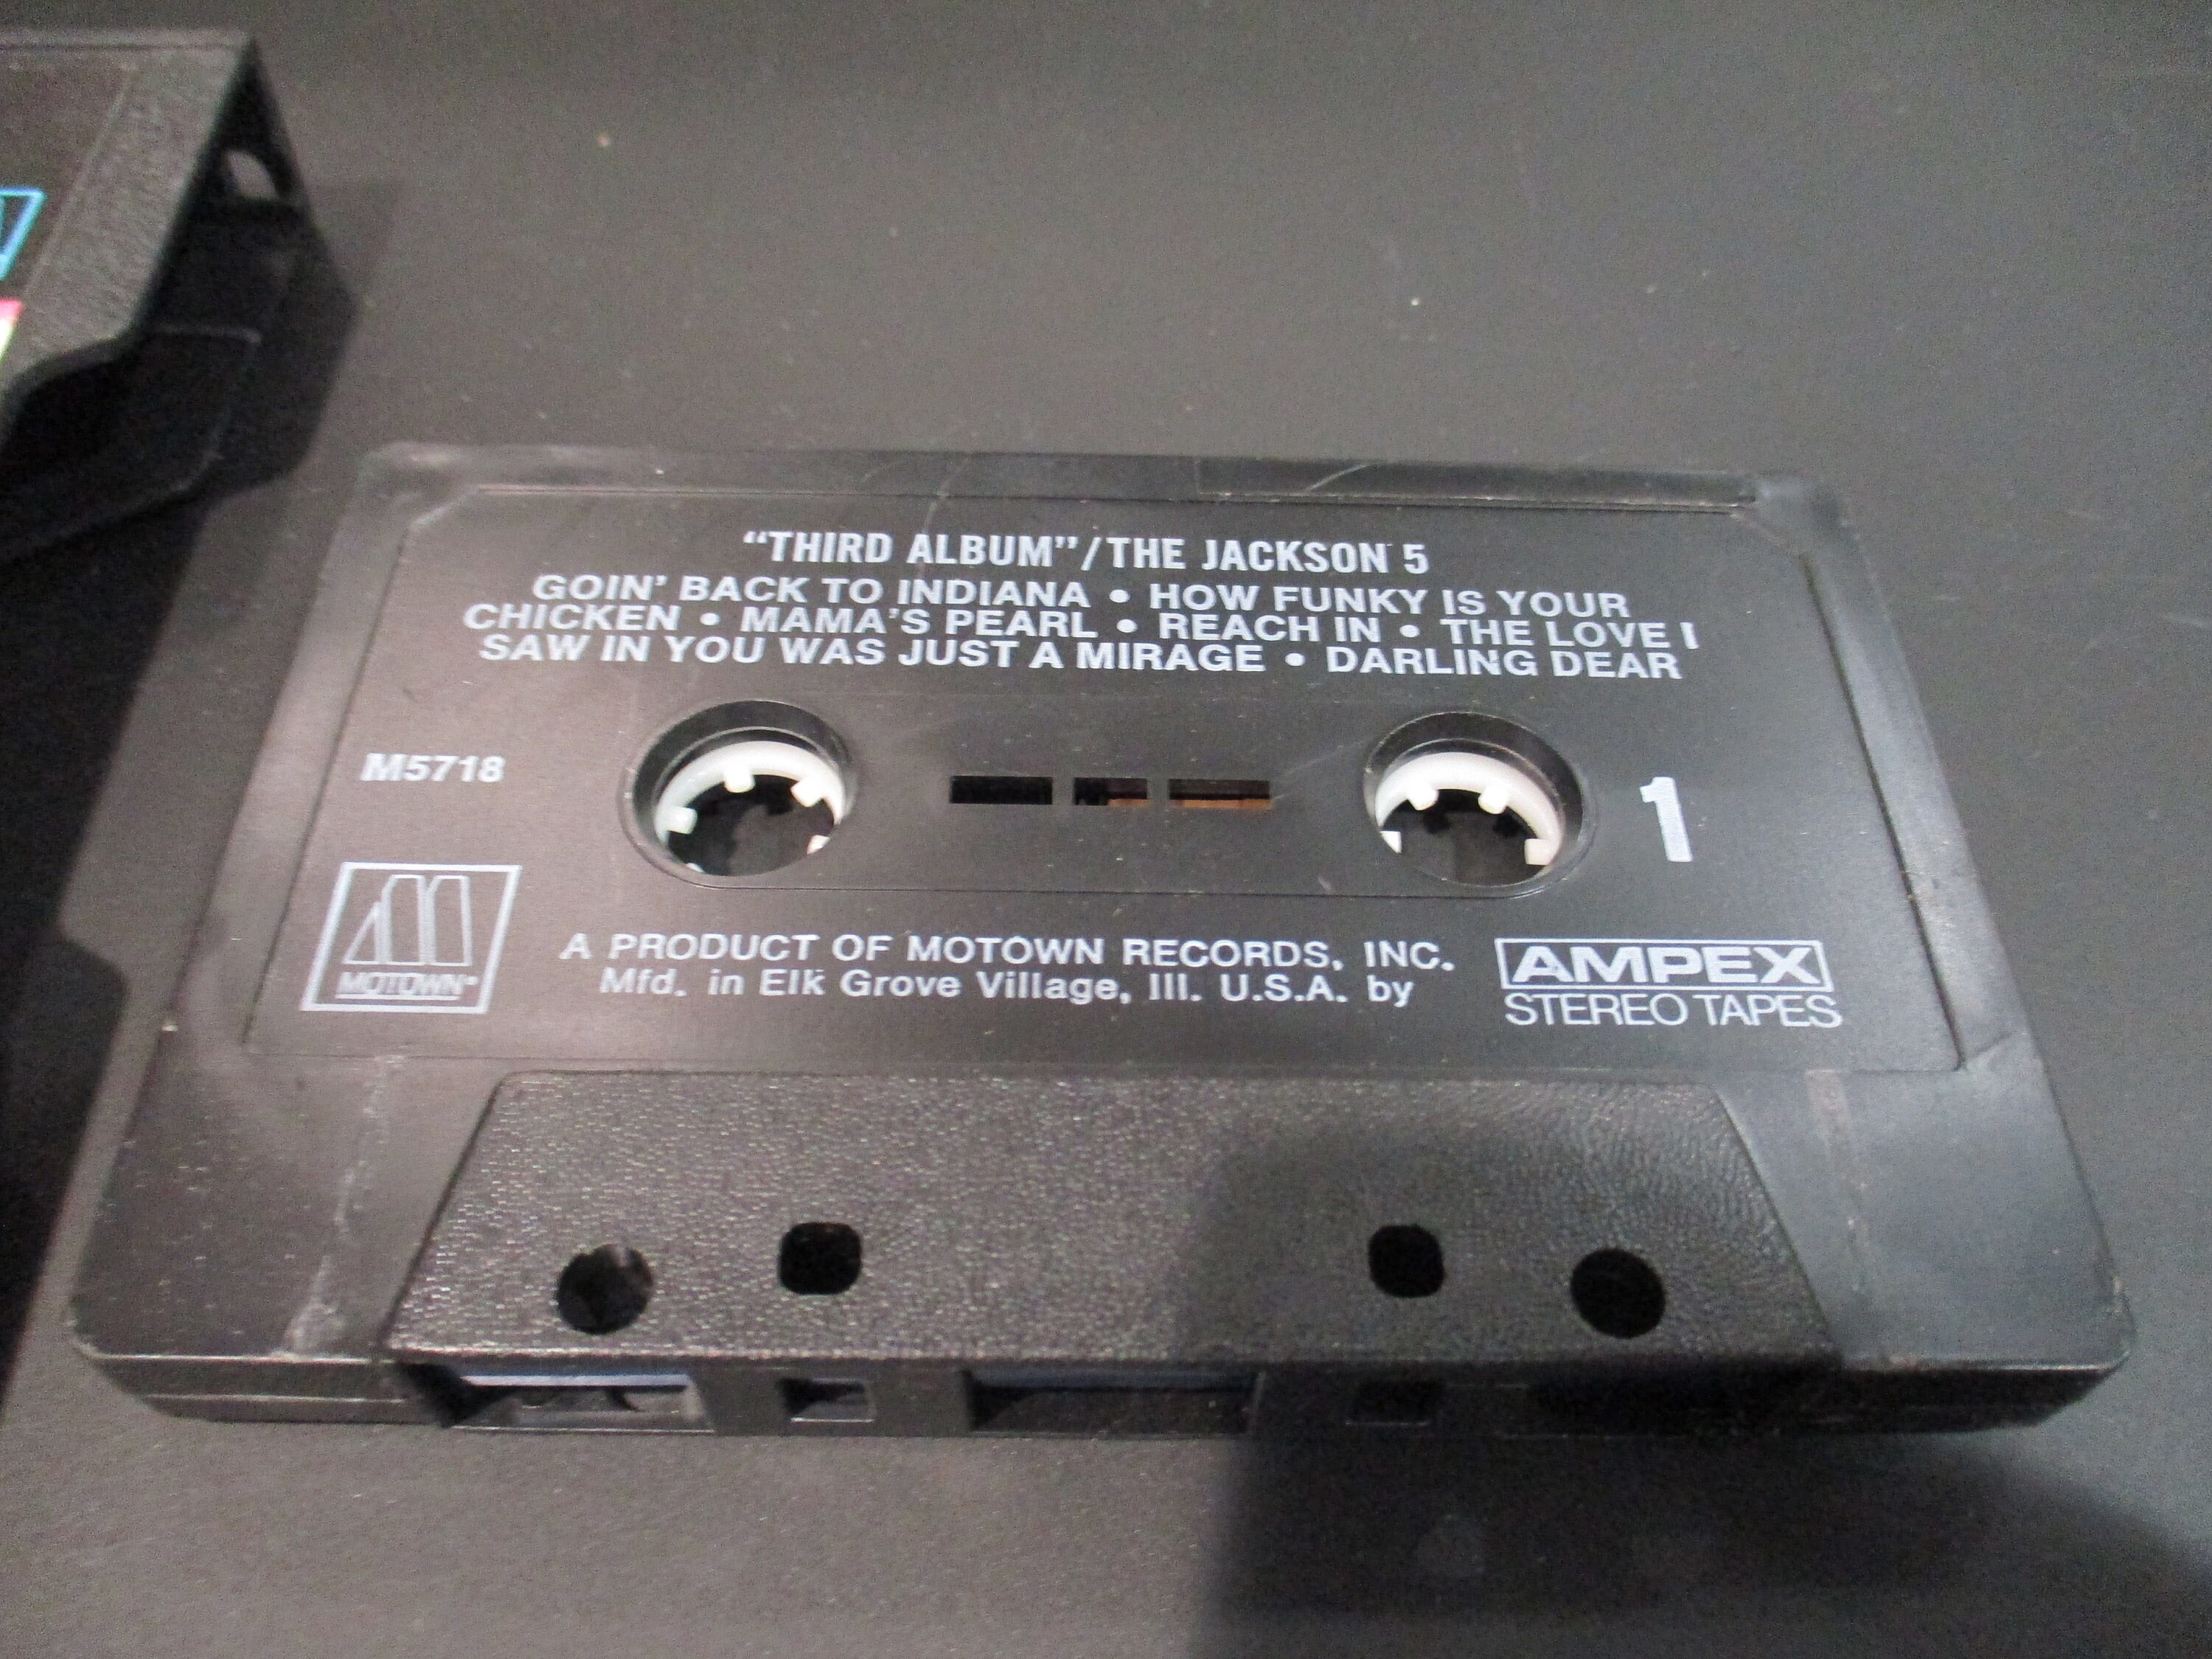 "THIRD ALBUM"/THE JACKSON 5
GOIN' BACK TO INDIANA • HOW FUNKY IS YOUR
CHICKEN • MAMA'S PEARL • REACH IN • THE LOVE I
SAW IN YOU WAS JUST A MIRAGE • DARLING DEAR
M5718
1
MOTOWN®
A PRODUCT OF MOTOWN RECORDS, INC.
Mfd. in Elk Grove Village, Ill. U.S.A. by
AMPEX
STEREO TAPES